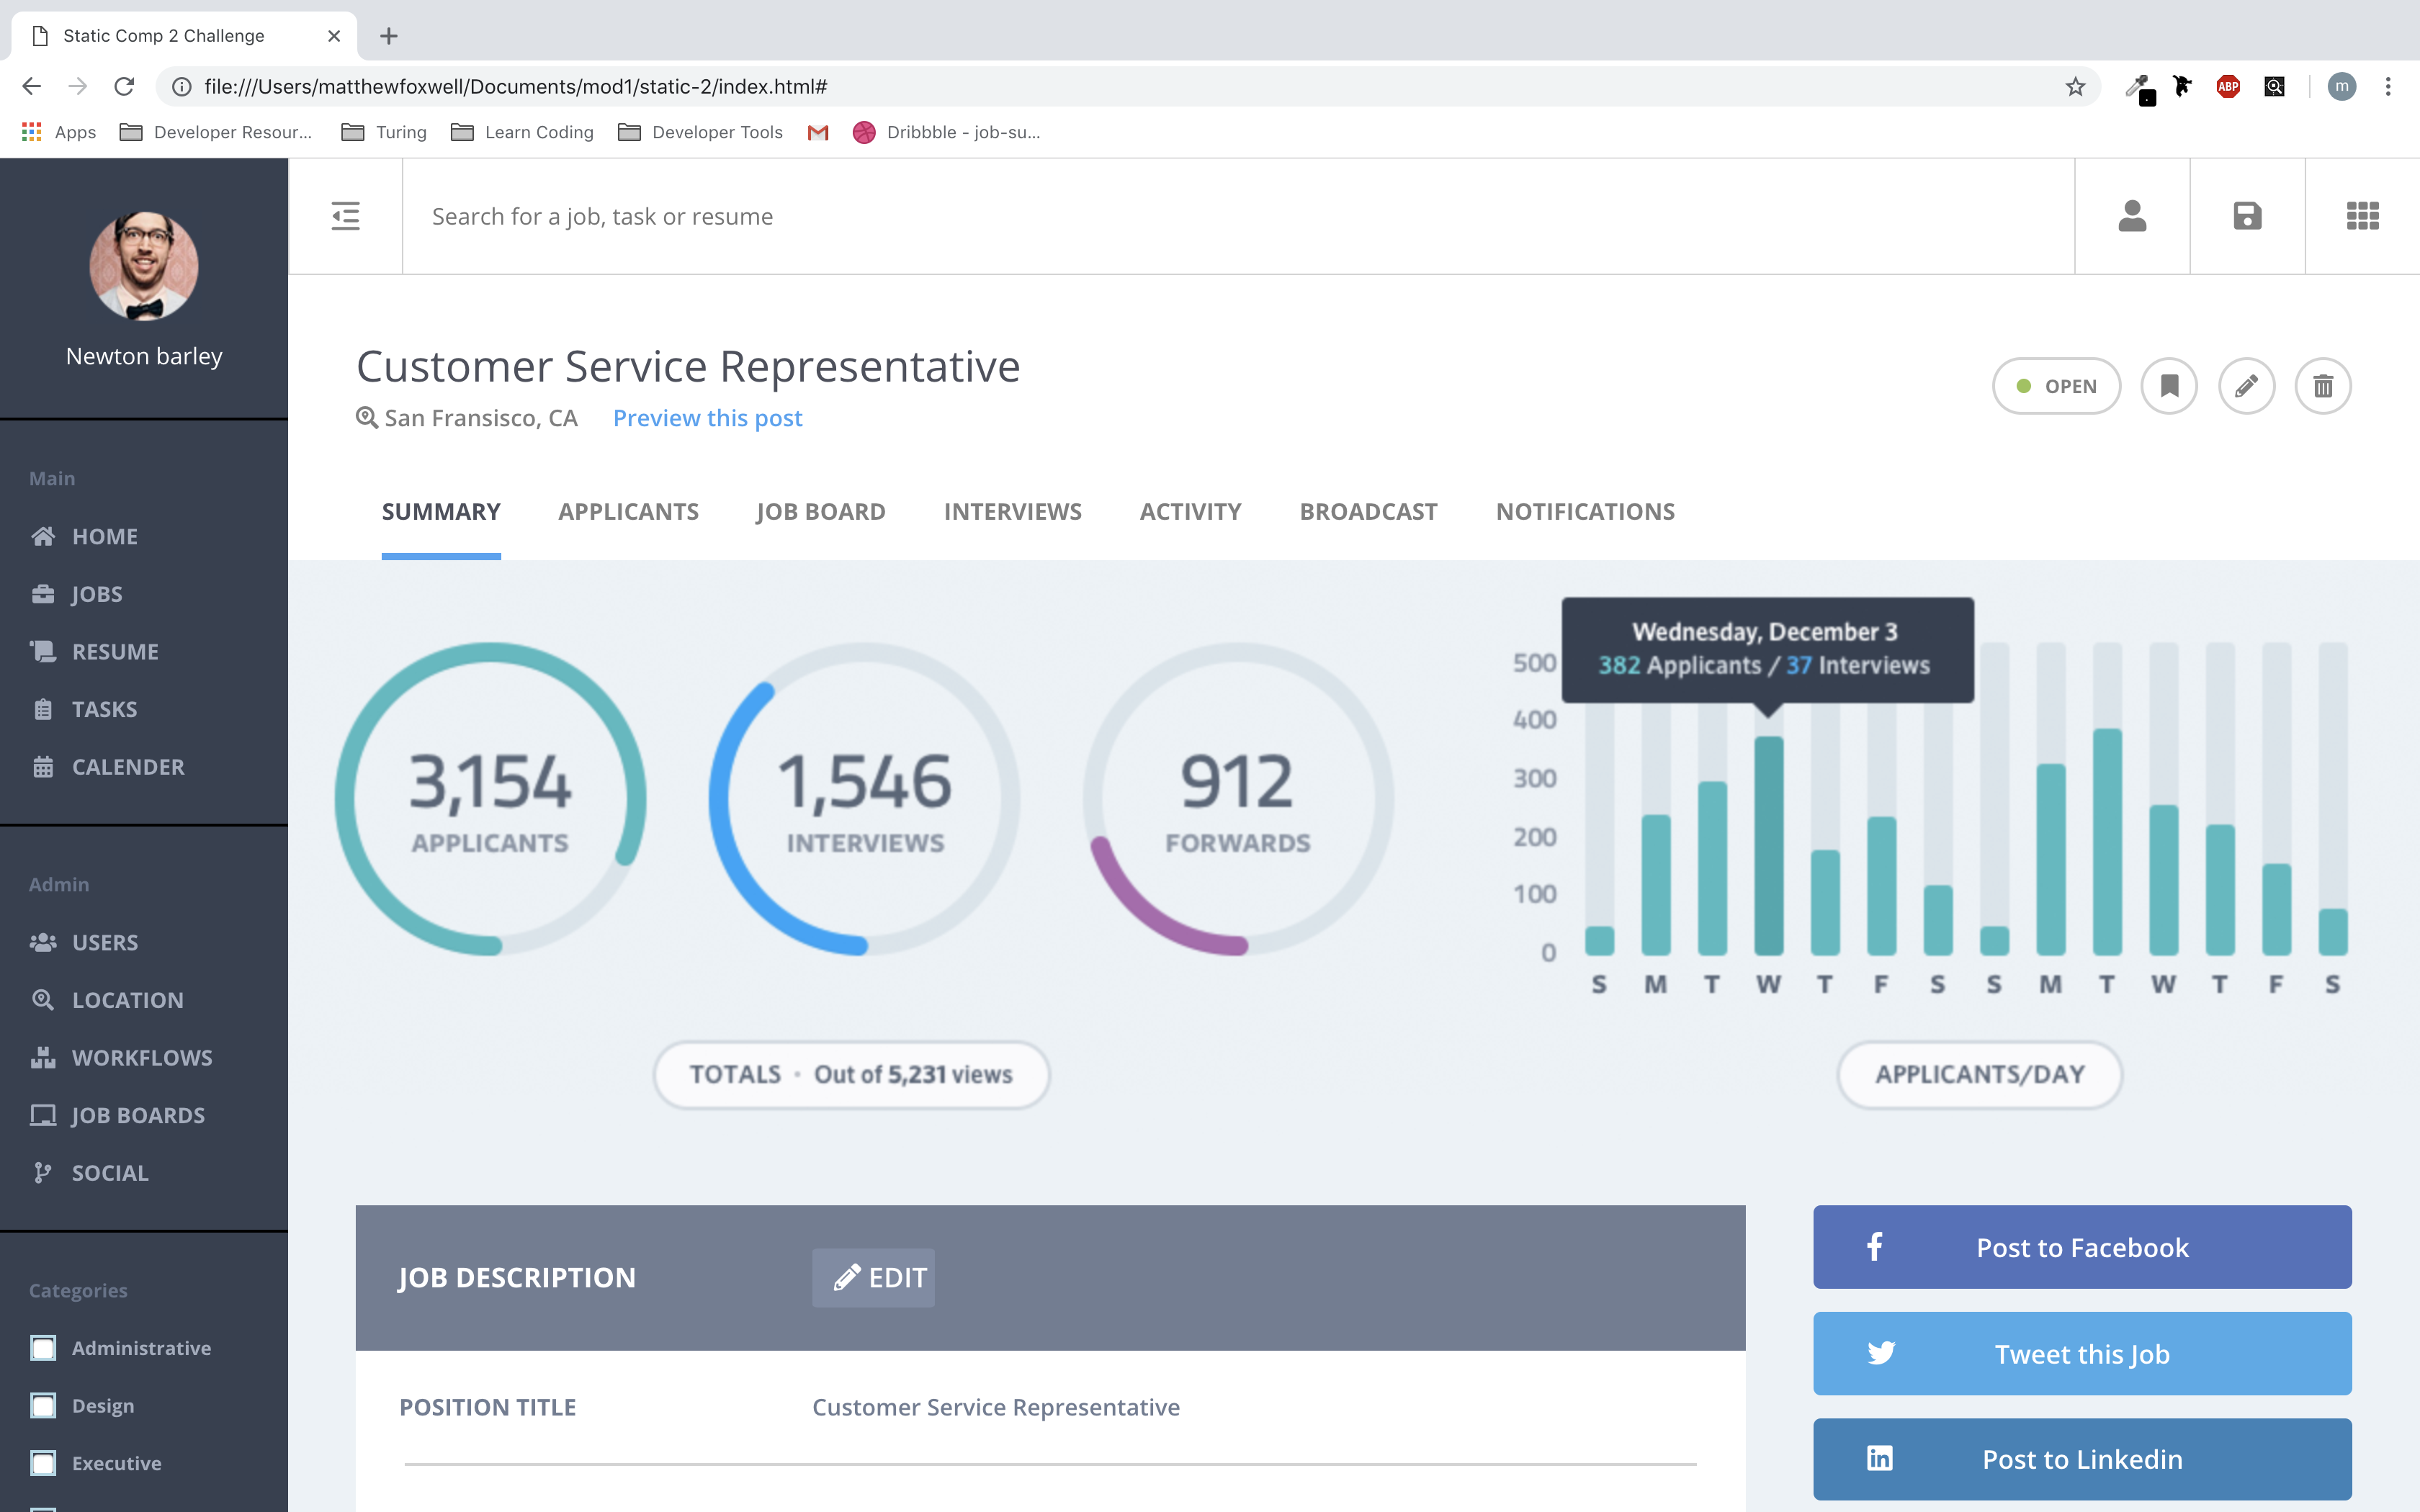 Static Comp 2 Challenge
file:///Users/matthewfoxwell/Documents/mod1/static-2/index.html#
ABP
m
Apps
Developer Resour...
Turing
Learn Coding
Developer Tools
Dribbble - job-su...
Newton barley
Main
HOME
JOBS
RESUME
TASKS
CALENDER
Admin
USERS
LOCATION
WORKFLOWS
JOB BOARDS
SOCIAL
Categories
Administrative
Design
Executive
Search for a job, task or resume
Customer Service Representative
San Fransisco, CA Preview this post
OPEN
SUMMARY APPLICANTS JOB BOARD INTERVIEWS ACTIVITY BROADCAST NOTIFICATIONS
3,154
APPLICANTS
1,546
INTERVIEWS
912
FORWARDS
TOTALS • Out of 5,231 views
Wednesday, December 3
382 Applicants / 37 Interviews
500
400
300
200
100
0
S M T W T F S S M T W T F S
APPLICANTS/DAY
JOB DESCRIPTION EDIT
POSITION TITLE Customer Service Representative
Post to Facebook
Tweet this Job
in Post to Linkedin